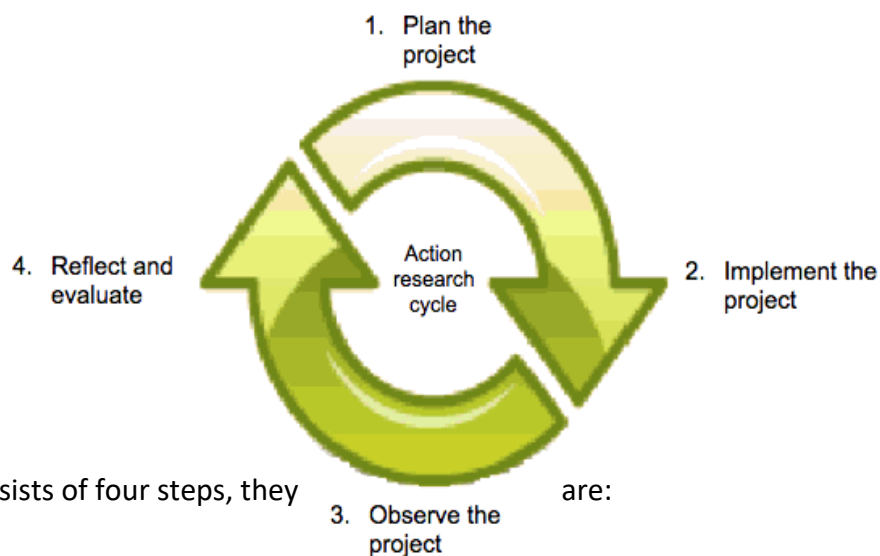 1. Plan the
project
Action
research
cycle
2. Implement the
project
4. Reflect and
evaluate
sists of four steps, they are:
3. Observe the
project